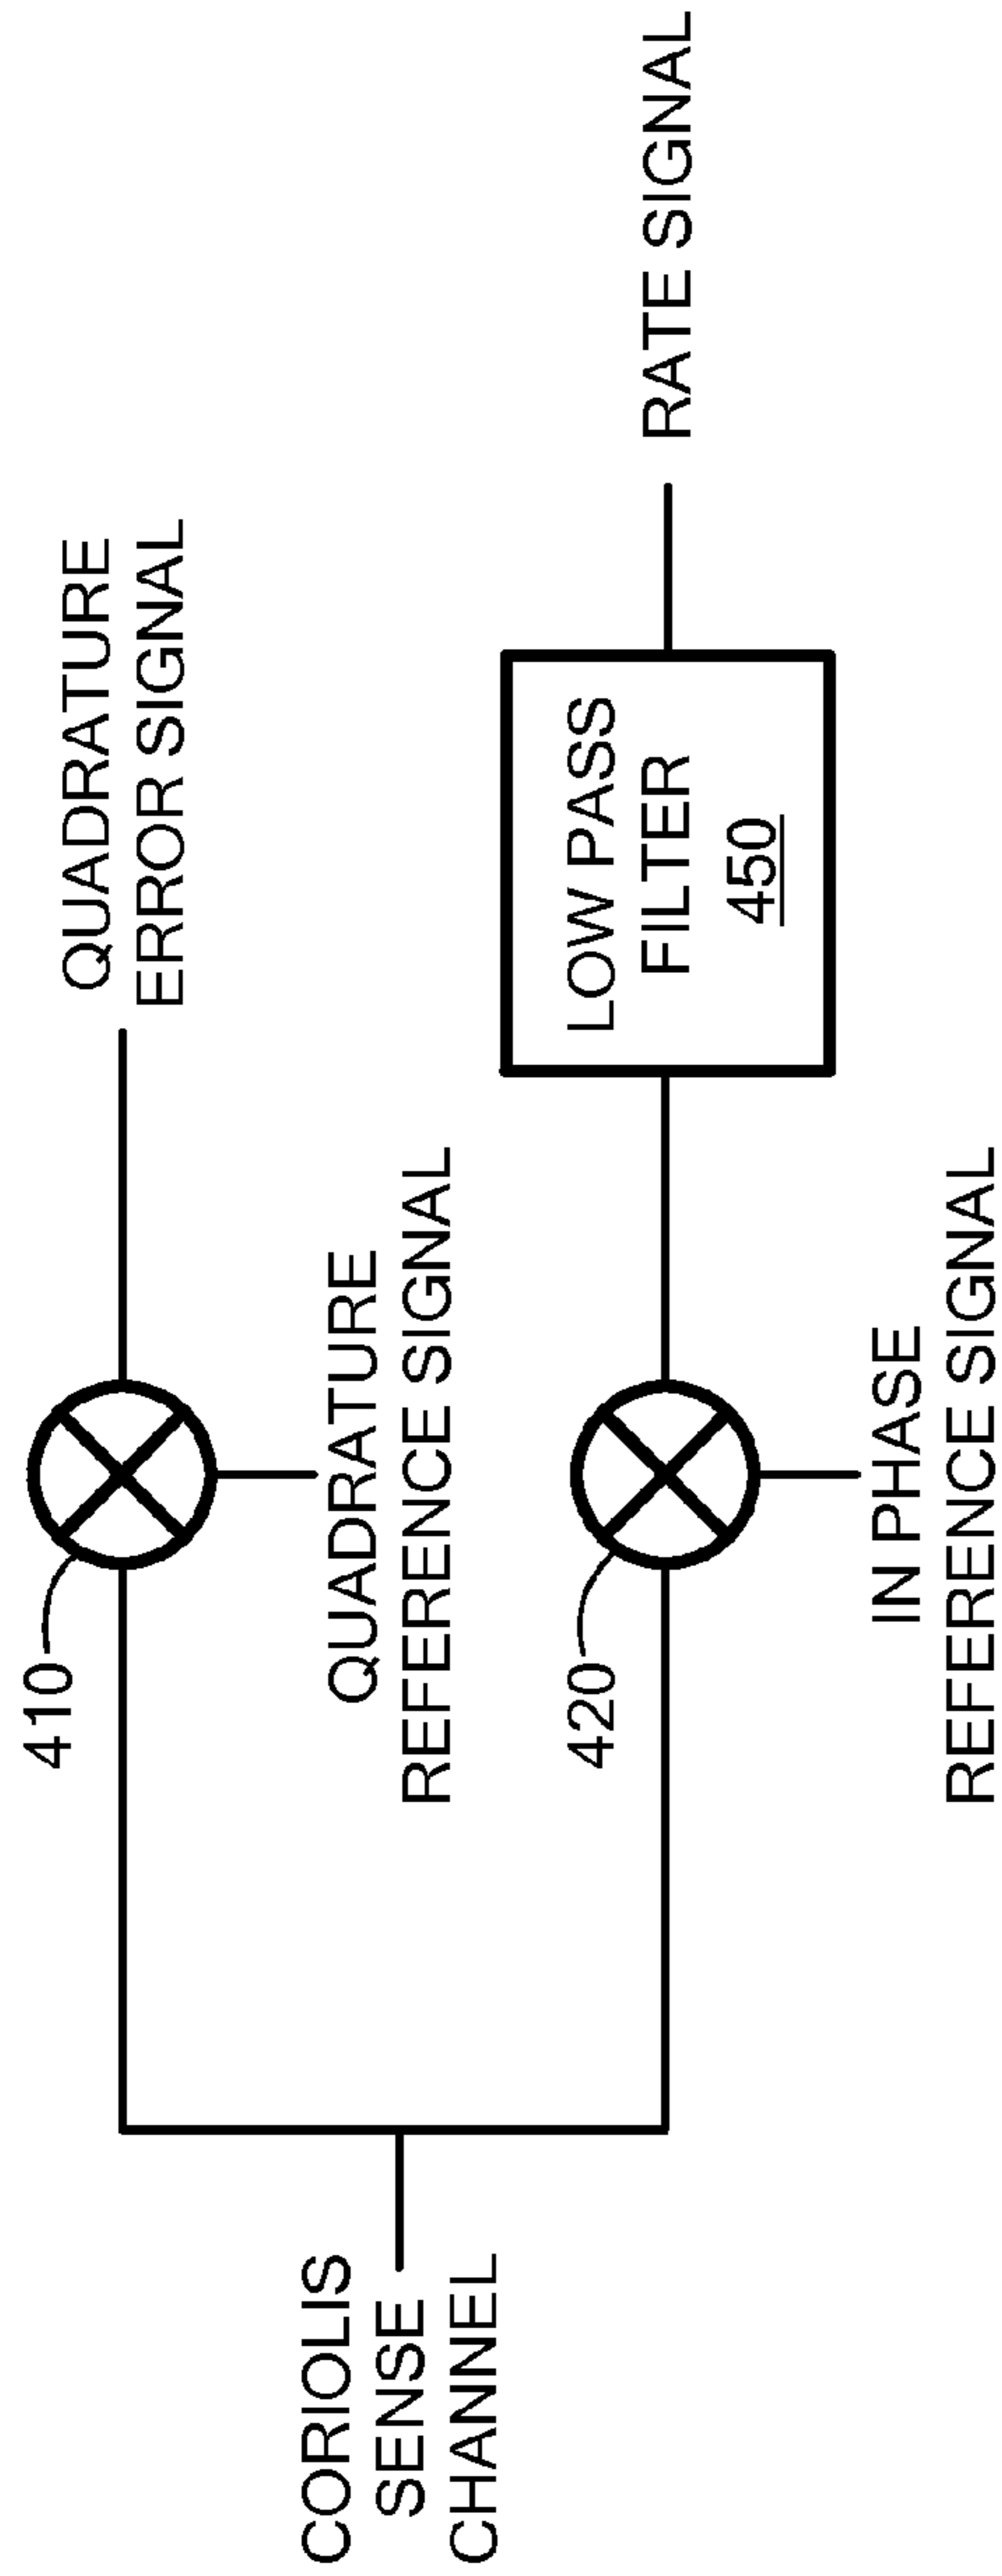 QUADRATURE
ERROR SIGNAL
410
QUADRATURE
REFERENCE SIGNAL
CORIOLIS
SENSE
CHANNEL
LOW PASS
FILTER
450
RATE SIGNAL
420
IN PHASE
REFERENCE SIGNAL